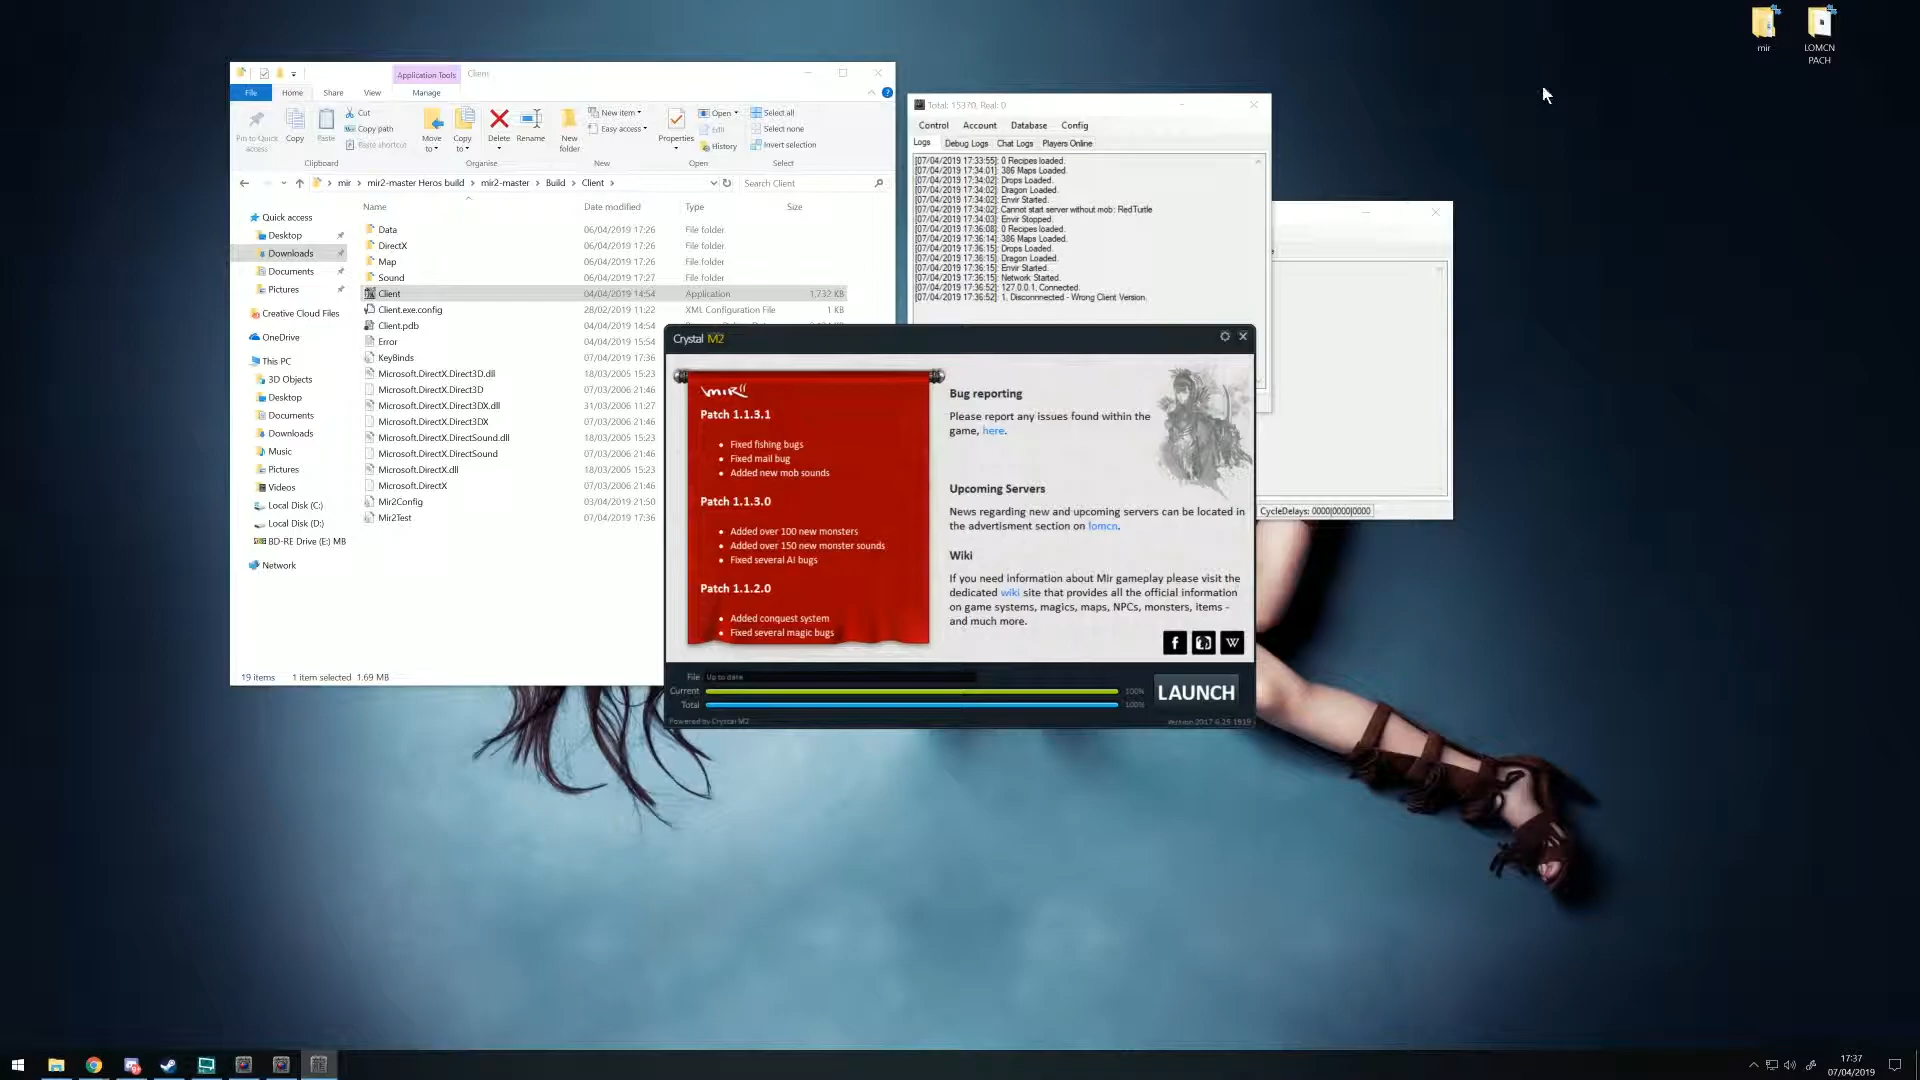 mir
LOMCN
PACH
Application Tools
Client
File
Home
Share
View
Manage
Pin to Quick
access
Copy
Paste
Cut
Copy path
Paste shortcut
Clipboard
Move
to
Copy
to
Delete
Rename
Organise
New
folder
New item
Easy access
New
Properties
Open
Edit
History
Open
Select all
Select none
Invert selection
Select
mir
mir2-master Heros build
mir2-master
Build
Client
Search Client
Name
Date modified
Type
Size
Quick access
Desktop
Downloads
Documents
Pictures
Creative Cloud Files
OneDrive
This PC
3D Objects
Desktop
Documents
Downloads
Music
Pictures
Videos
Local Disk (C:)
Local Disk (D:)
BD-RE Drive (E:) MB
Network
Data 06/04/2019 17:26 File folder
DirectX 06/04/2019 17:26 File folder
Map 06/04/2019 17:26 File folder
Sound 06/04/2019 17:27 File folder
Client 04/04/2019 14:54 Application 1,732 KB
Client.exe.config 28/02/2019 11:22 XML Configuration File 1 KB
Client.pdb 04/04/2019 14:54
Error 04/04/2019 15:54
KeyBinds 07/04/2019 17:36
Microsoft.DirectX.Direct3D.dll 18/03/2005 15:23
Microsoft.DirectX.Direct3D 07/03/2006 21:46
Microsoft.DirectX.Direct3DX.dll 31/03/2006 11:27
Microsoft.DirectX.Direct3DX 07/03/2006 21:46
Microsoft.DirectX.DirectSound.dll 18/03/2005 15:23
Microsoft.DirectX.DirectSound 07/03/2006 21:46
Microsoft.DirectX.dll 18/03/2005 15:23
Microsoft.DirectX 07/03/2006 21:46
Mir2Config 03/04/2019 21:50
Mir2Test 07/04/2019 17:36
19 items 1 item selected 1.69 MB
Total: 15370, Real: 0
Control Account Database Config
Logs Debug Logs Chat Logs Players Online
[07/04/2019 17:33:55]: 0 Recipes loaded.
[07/04/2019 17:34:01]: 386 Maps Loaded.
[07/04/2019 17:34:02]: Drops Loaded.
[07/04/2019 17:34:02]: Dragon Loaded.
[07/04/2019 17:34:02]: Envir Started.
[07/04/2019 17:34:02]: Cannot start server without mob: RedTurtle
[07/04/2019 17:34:03]: Envir Stopped.
[07/04/2019 17:36:08]: 0 Recipes loaded.
[07/04/2019 17:36:14]: 386 Maps Loaded.
[07/04/2019 17:36:15]: Drops Loaded.
[07/04/2019 17:36:15]: Dragon Loaded.
[07/04/2019 17:36:15]: Envir Started.
[07/04/2019 17:36:15]: Network Started.
[07/04/2019 17:36:52]: 127.0.0.1, Connected.
[07/04/2019 17:36:52]: 1, Disconnnected - Wrong Client Version.
CycleDelays: 0000|0000|0000
Crystal M2
MIR
Patch 1.1.3.1
Fixed fishing bugs
Fixed mail bug
Added new mob sounds
Patch 1.1.3.0
Added over 100 new monsters
Added over 150 new monster sounds
Fixed several AI bugs
Patch 1.1.2.0
Added conquest system
Fixed several magic bugs
Bug reporting
Please report any issues found within the
game, here.
Upcoming Servers
News regarding new and upcoming servers can be located in
the advertisment section on lomcn.
Wiki
If you need information about MIr gameplay please visit the
dedicated wiki site that provides all the official information
on game systems, magics, maps, NPCs, monsters, items -
and much more.
File Up to date
Current 100%
Total 100%
LAUNCH
Powered by Crystal M2
Version 2017.6.25.1919
17:37
07/04/2019